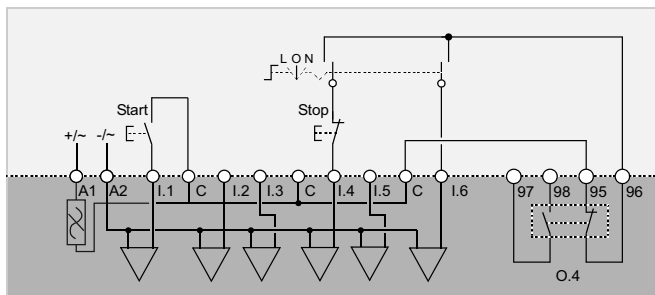 L O N
Start
Stop
+/~ -/~
A1 A2 I.1 C I.2 I.3 C I.4 I.5 C I.6 97 98 95 96
O.4